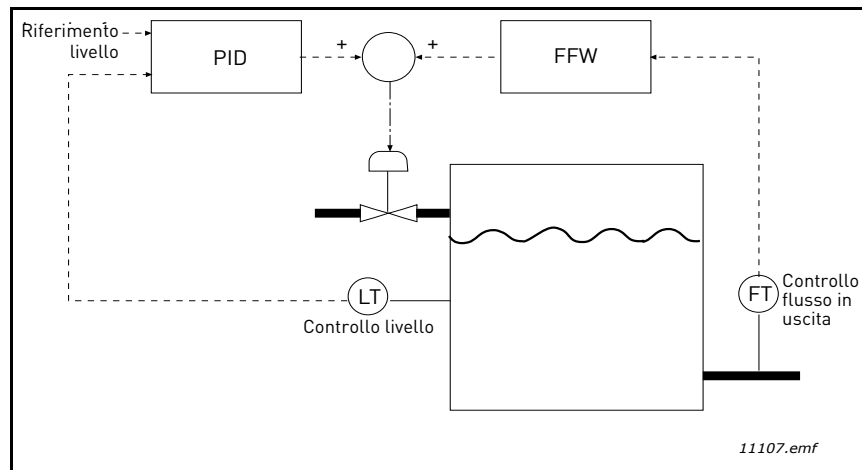 Riferimento
livello
PID
+
+
FFW
LT
Controllo livello
FT
Controllo
flusso in
uscita
11107.emf